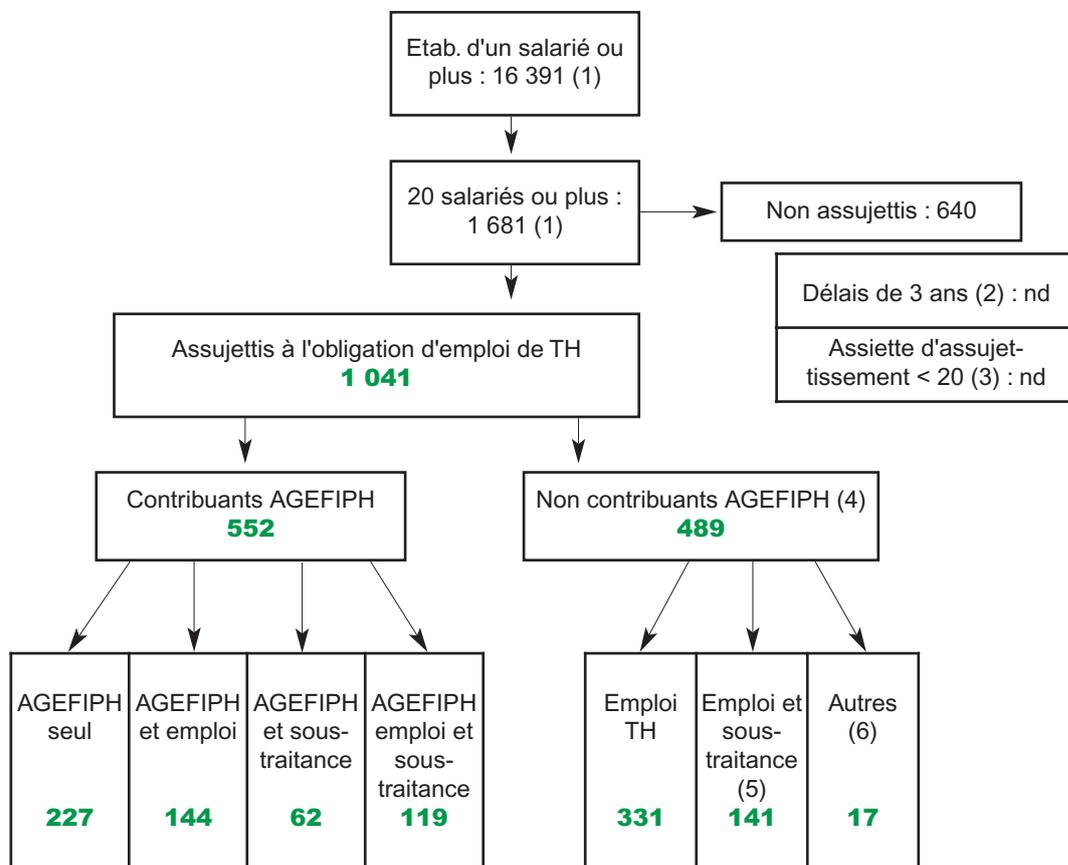 Etab. d'un salarié ou
plus : 16 391 (1)
20 salariés ou plus :
1 681 (1)
Non assujettis : 640
Délais de 3 ans (2) : nd
Assiette d'assujet-
tissement < 20 (3) : nd
Assujettis à l'obligation d'emploi de TH
1 041
Contribuants AGEFIPH
552
Non contribuants AGEFIPH (4)
489
AGEFIPH
seul
227
AGEFIPH
et emploi
144
AGEFIPH
et sous-
traitance
62
AGEFIPH
emploi et
sous-
traitance
119
Emploi
TH
331
Emploi et
sous-
traitance
(5)
141
Autres
(6)
17